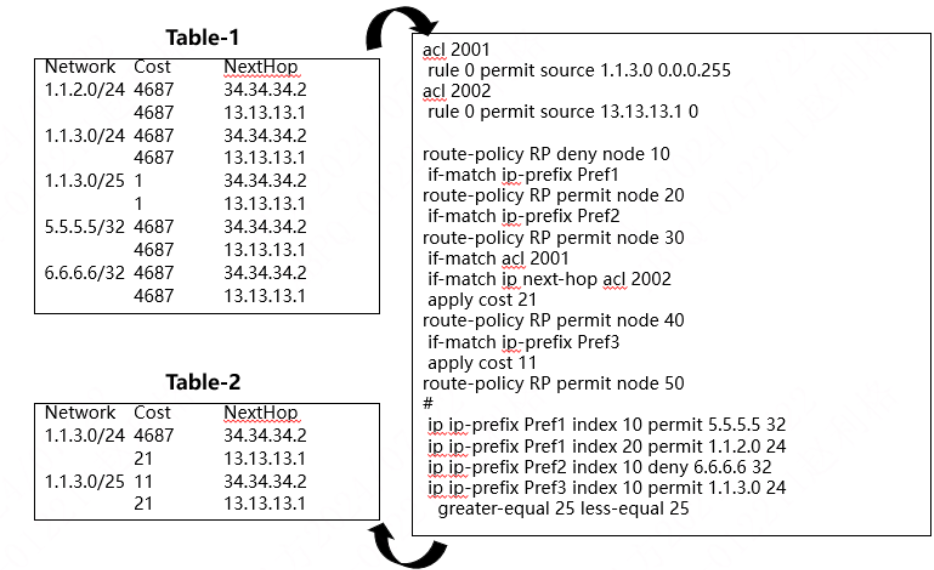 Table-1
Network Cost NextHop
1.1.2.0/24 4687 34.34.34.2
4687 13.13.13.1
1.1.3.0/24 4687 34.34.34.2
4687 13.13.13.1
1.1.3.0/25 1 34.34.34.2
1 13.13.13.1
5.5.5.5/32 4687 34.34.34.2
4687 13.13.13.1
6.6.6.6/32 4687 34.34.34.2
4687 13.13.13.1
Table-2
Network Cost NextHop
1.1.3.0/24 4687 34.34.34.2
21 13.13.13.1
1.1.3.0/25 11 34.34.34.2
21 13.13.13.1
acl 2001
rule 0 permit source 1.1.3.0 0.0.0.255
acl 2002
rule 0 permit source 13.13.13.1 0
route-policy RP deny node 10
if-match ip-prefix Pref1
route-policy RP permit node 20
if-match ip-prefix Pref2
route-policy RP permit node 30
if-match acl 2001
if-match ip next-hop acl 2002
apply cost 21
route-policy RP permit node 40
if-match ip-prefix Pref3
apply cost 11
route-policy RP permit node 50
#
ip ip-prefix Pref1 index 10 permit 5.5.5.5 32
ip ip-prefix Pref1 index 20 permit 1.1.2.0 24
ip ip-prefix Pref2 index 10 deny 6.6.6.6 32
ip ip-prefix Pref3 index 10 permit 1.1.3.0 24
greater-equal 25 less-equal 25